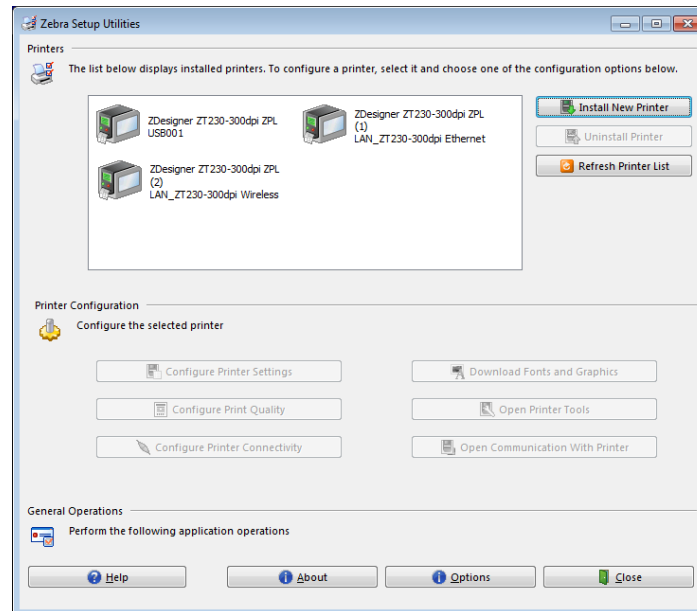 Zebra Setup Utilities
Printers
The list below displays installed printers. To configure a printer, select it and choose one of the configuration options below.
ZDesigner ZT230-300dpi ZPL
USB001
ZDesigner ZT230-300dpi ZPL
(1)
LAN_ZT230-300dpi Ethernet
ZDesigner ZT230-300dpi ZPL
(2)
LAN_ZT230-300dpi Wireless
Install New Printer
Uninstall Printer
Refresh Printer List
Printer Configuration
Configure the selected printer
Configure Printer Settings
Download Fonts and Graphics
Configure Print Quality
Open Printer Tools
Configure Printer Connectivity
Open Communication With Printer
General Operations
Perform the following application operations
Help
About
Options
Close